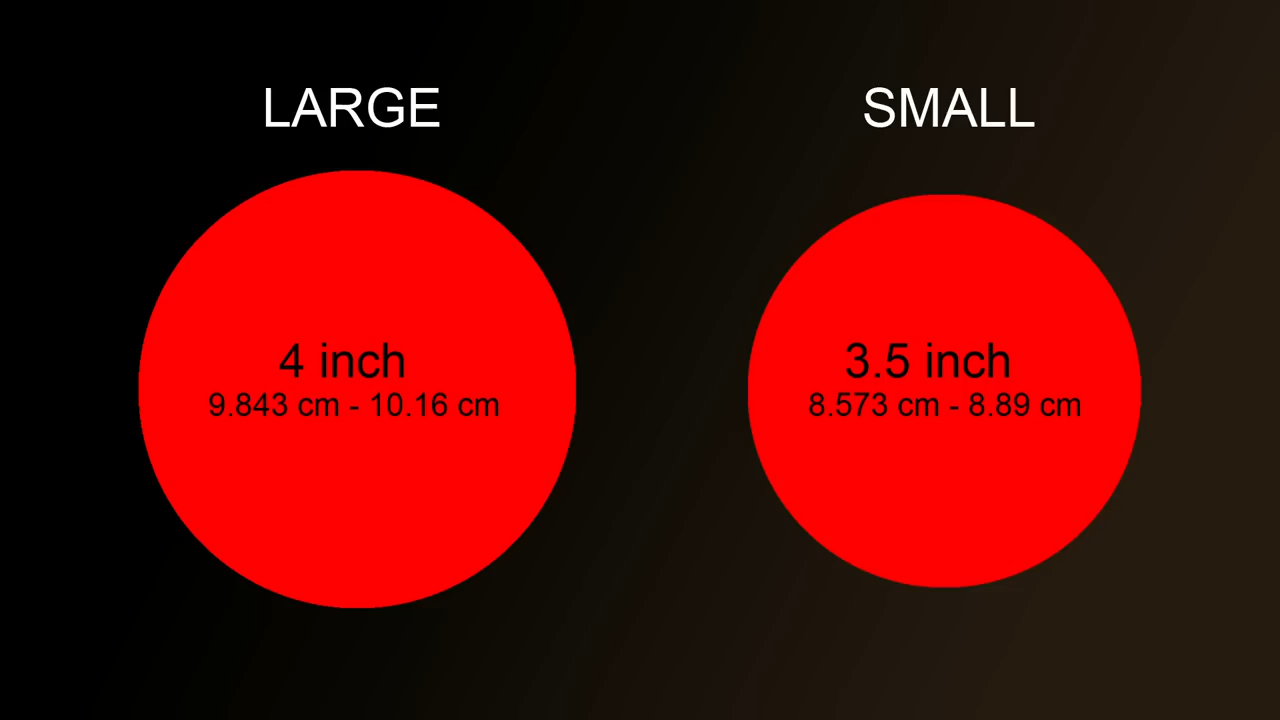 LARGE
4 inch
9.843 cm - 10.16 cm
SMALL
3.5 inch
8.573 cm - 8.89 cm